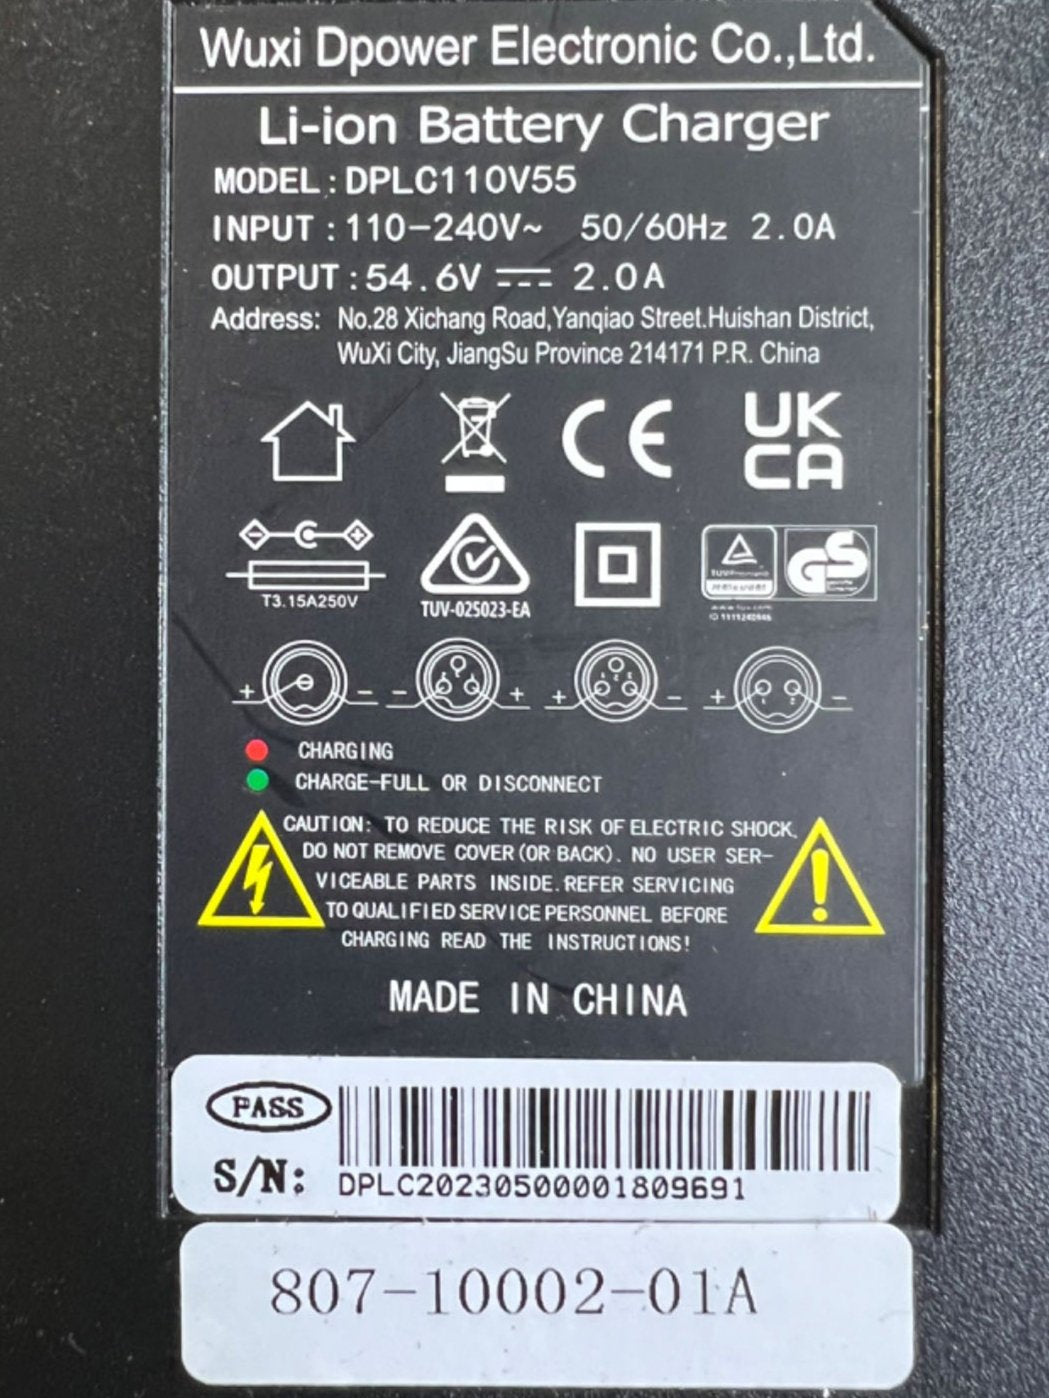 Wuxi Dpower Electronic Co.,Ltd.
Li-ion Battery Charger
MODEL: DPLC110V55
INPUT: 110-240V~ 50/60Hz 2.0A
OUTPUT: 54.6V ⎓ 2.0A
Address: No.28 Xichang Road,Yanqiao Street.Huishan District,
WuXi City, JiangSu Province 214171 P.R. China
CE
UK
CA
T3.15A250V
TUV-025023-EA
GS
+ - - + + - + -
CHARGING
CHARGE-FULL OR DISCONNECT
CAUTION: TO REDUCE THE RISK OF ELECTRIC SHOCK,
DO NOT REMOVE COVER(OR BACK). NO USER SER-
VICEABLE PARTS INSIDE.REFER SERVICING
TO QUALIFIED SERVICE PERSONNEL BEFORE
CHARGING READ THE INSTRUCTIONS!
MADE IN CHINA
PASS
S/N: DPLC20230500001809691
807-10002-01A